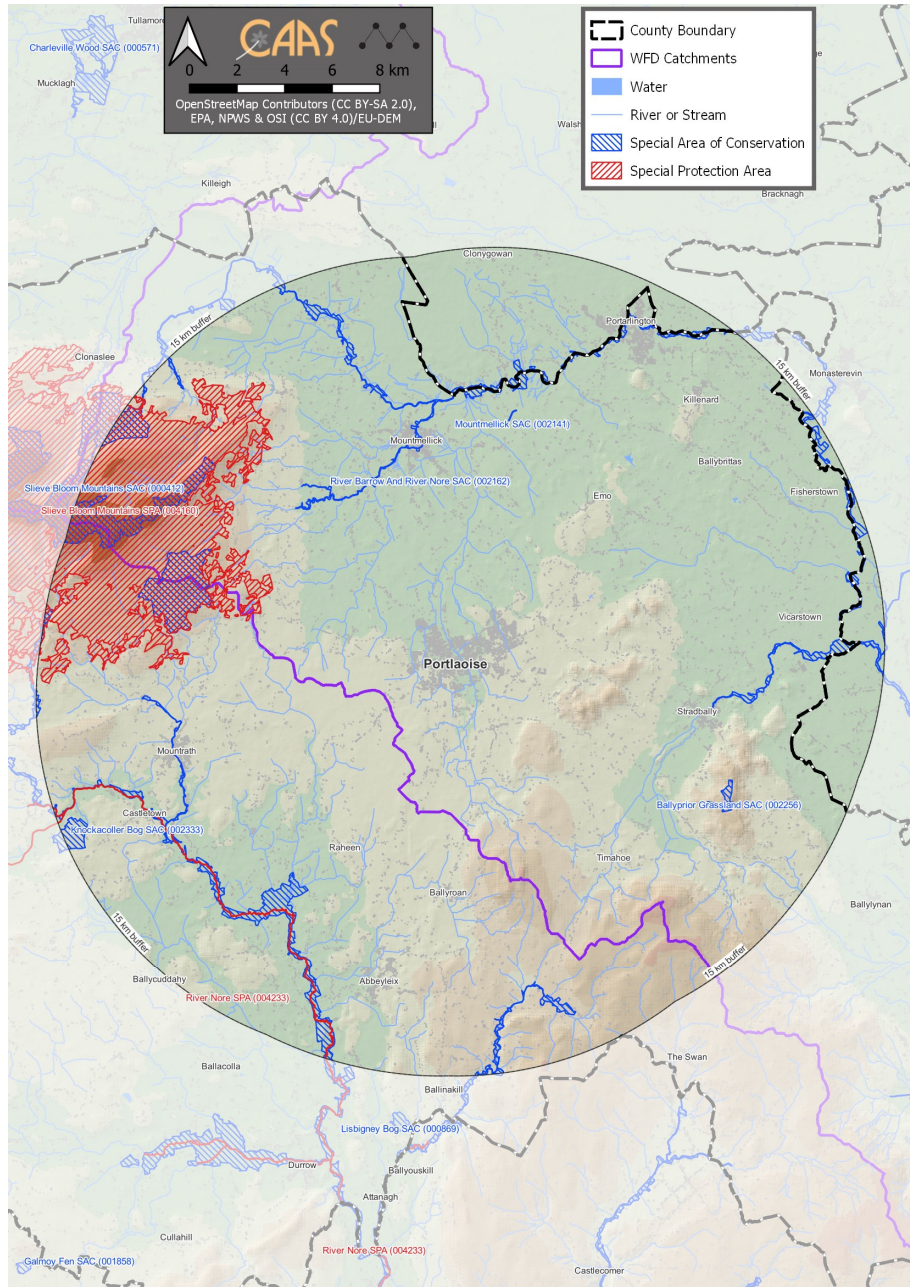 Tullamor
Charleville Wood SAC (000571)
Mucklagh
CAAS
0 2 4 6 8 km
OpenStreetMap Contributors (CC BY-SA 2.0),
EPA, NPWS & OSI (CC BY 4.0)/EU-DEM
County Boundary
WFD Catchments
Water
River or Stream
Special Area of Conservation
Special Protection Area
Walsh
Bracknagh
Killeigh
Clonygowan
15 km buffer
Portarlington
Clonaslee
Monasterevin
15 km buffer
Killenard
Mountmellick SAC (002141)
Mountmellick
Ballybrittas
River Barrow And River Nore SAC (002162)
Slieve Bloom Mountains SAC (000412)
Fisherstown
Emo
Slieve Bloom Mountains SPA (004160)
Vicarstown
Portlaoise
Stradbally
Mountrath
Ballyprior Grassland SAC (002256)
Castletown
Knockacoller Bog SAC (002333)
Raheen
Timahoe
Ballyroan
Ballylynan
15 km buffer
15 km buffer
Ballycuddahy
Abbeyleix
River Nore SPA (004233)
The Swan
Ballacolla
Ballinakill
Lisbigney Bog SAC (000869)
Durrow
Ballyouskill
Attanagh
Cullahill
River Nore SPA (004233)
Galmoy Fen SAC (001858)
Castlecomer